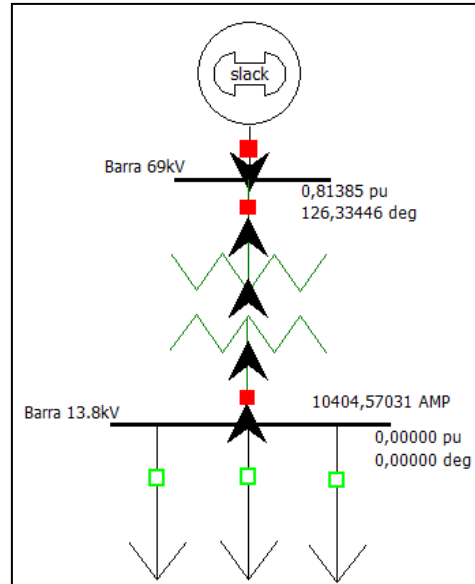 slack
Barra 69kV
0,81385 pu
126,33446 deg
10404,57031 AMP
Barra 13.8kV
0,00000 pu
0,00000 deg